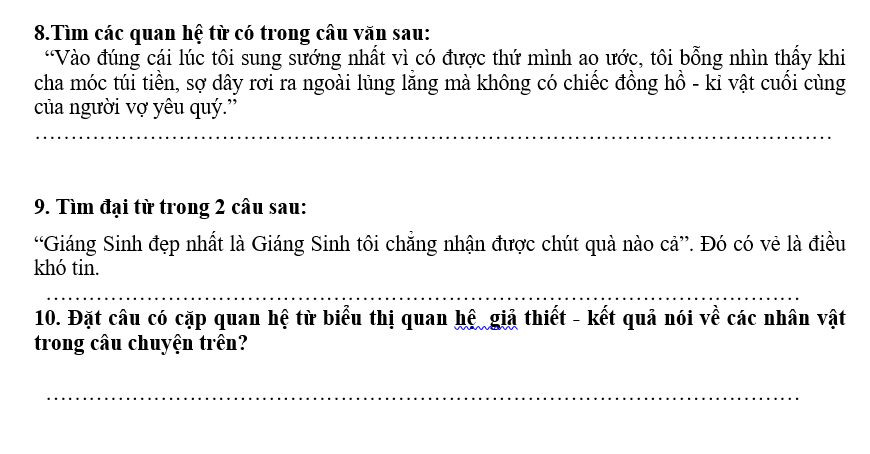 8.Tìm các quan hệ từ có trong câu văn sau:
“Vào đúng cái lúc tôi sung sướng nhất vì có được thứ mình ao ước, tôi bỗng nhìn thấy khi
cha móc túi tiền, sợ dây rơi ra ngoài lủng lẳng mà không có chiếc đồng hồ - kỉ vật cuối cùng
của người vợ yêu quý.”
……………………………………………………………………………………………
9. Tìm đại từ trong 2 câu sau:
“Giáng Sinh đẹp nhất là Giáng Sinh tôi chẳng nhận được chút quà nào cả”. Đó có vẻ là điều
khó tin.
……………………………………………………………………………………………
10. Đặt câu có cặp quan hệ từ biểu thị quan hệ giả thiết - kết quả nói về các nhân vật
trong câu chuyện trên?
……………………………………………………………………………………………